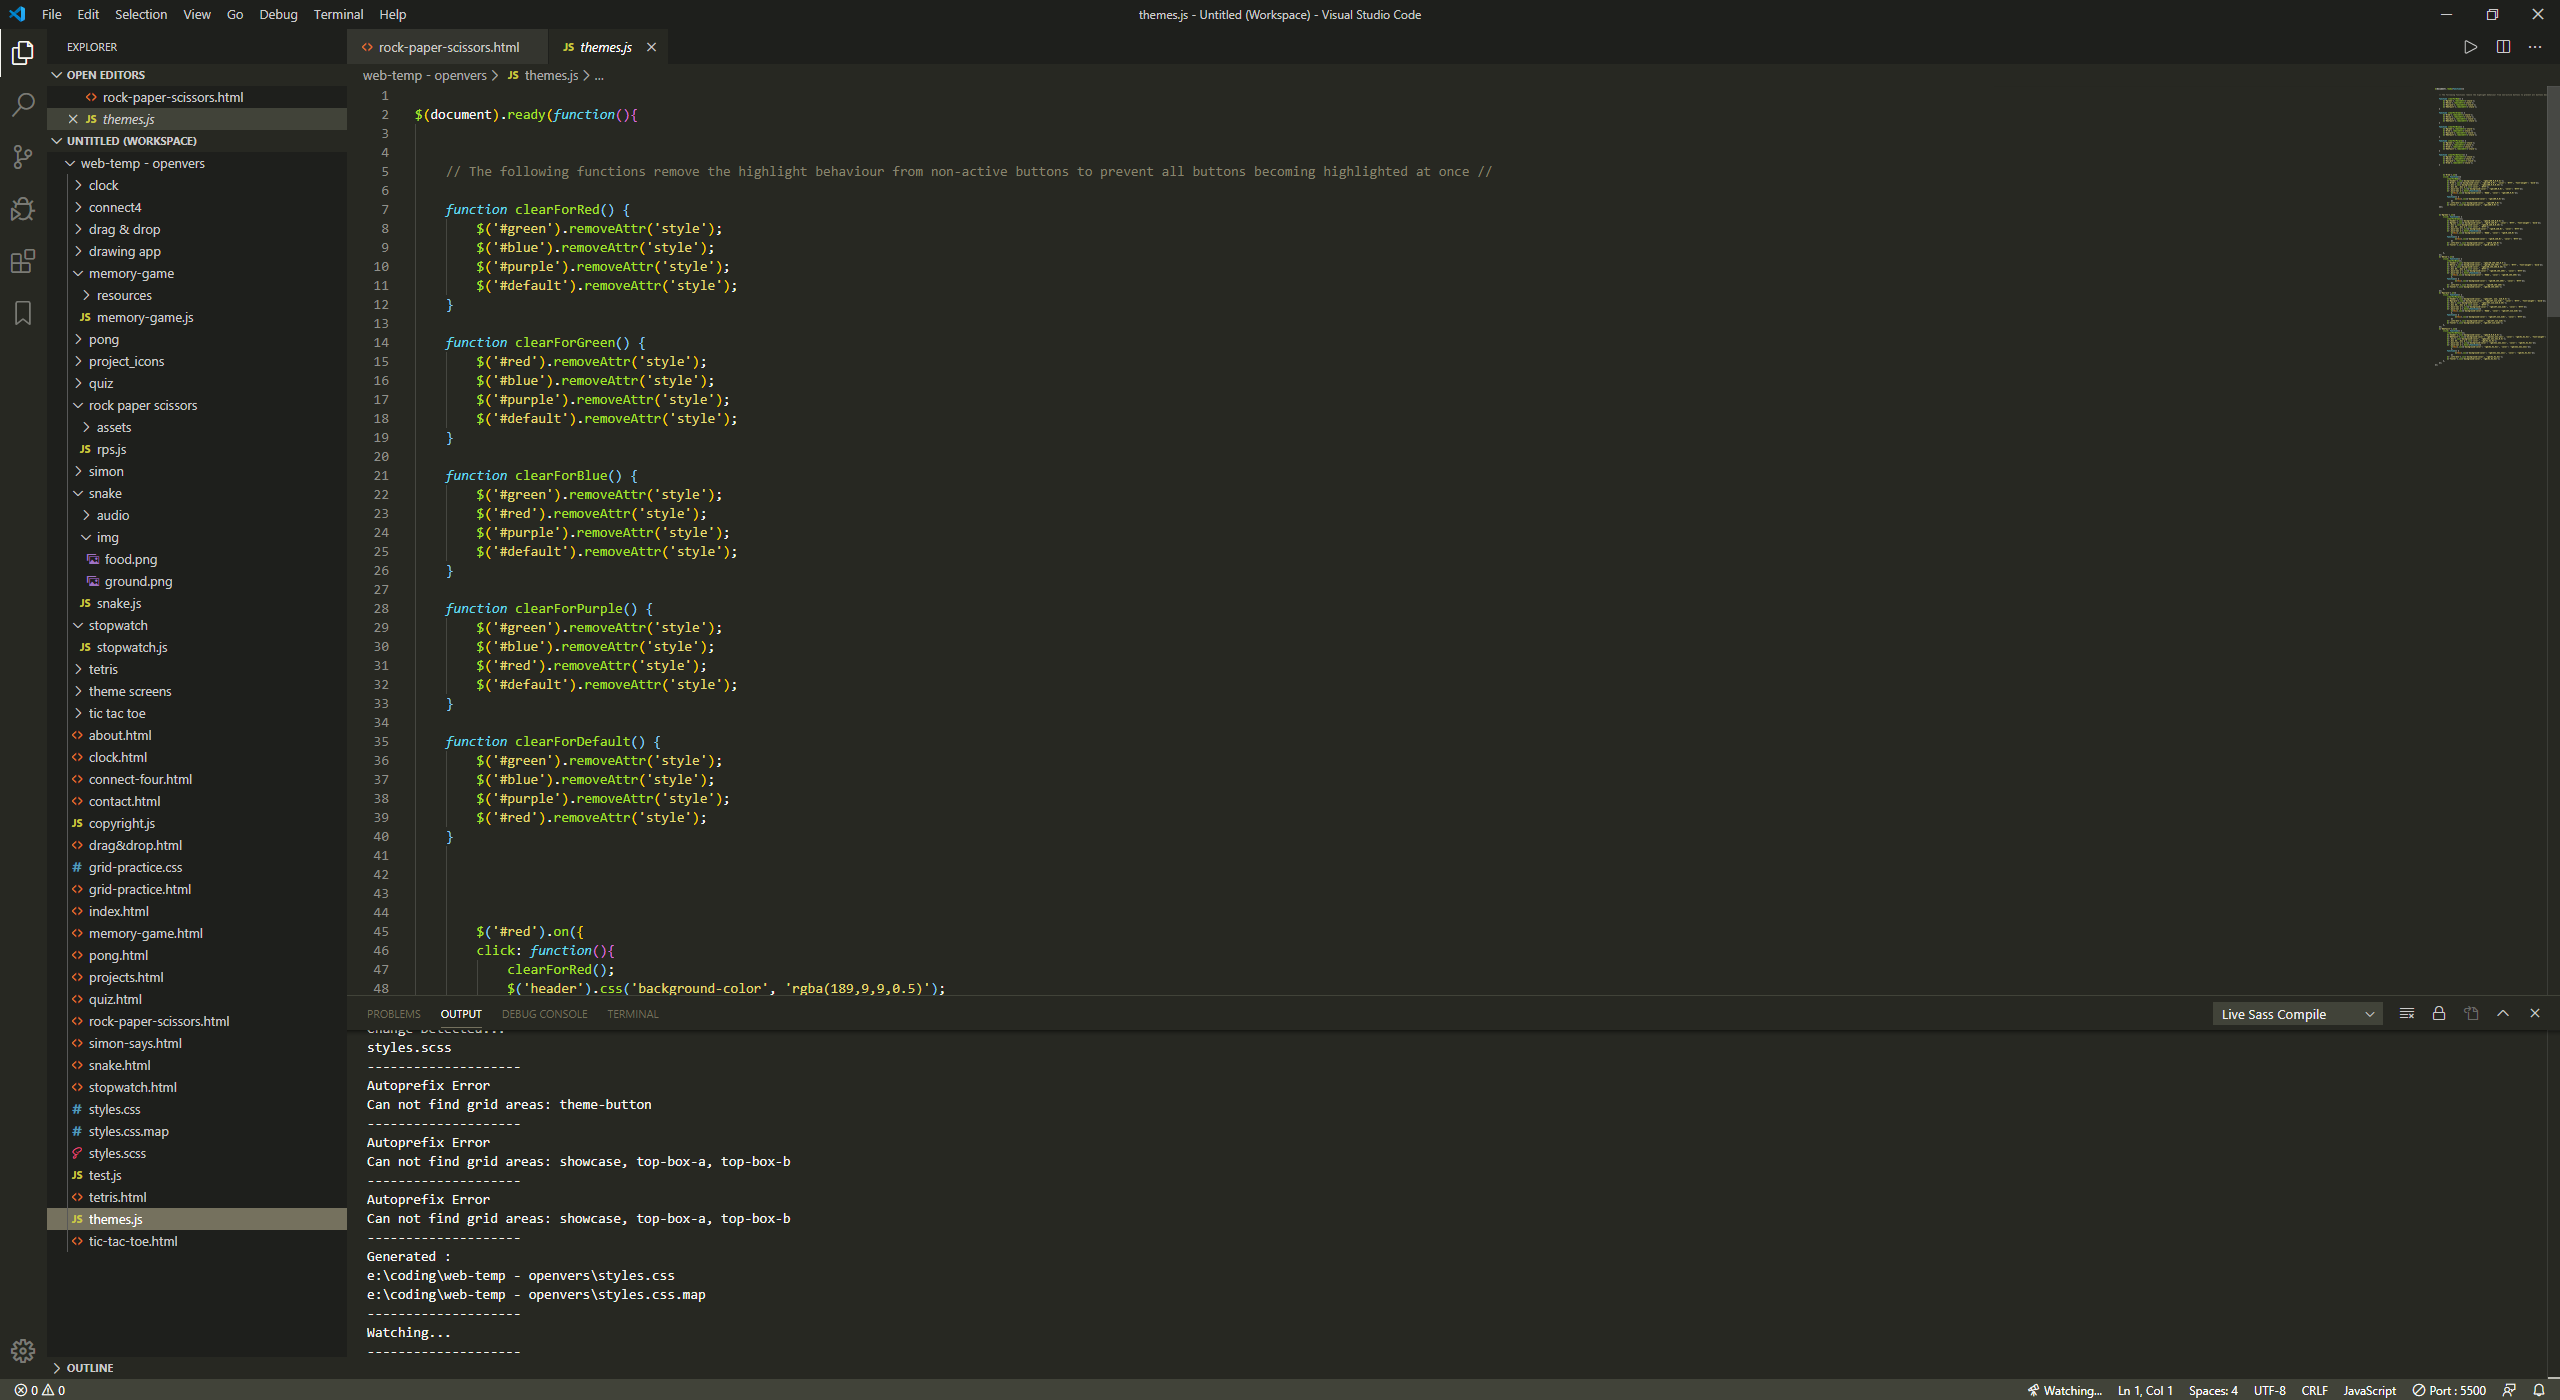 File Edit Selection View Go Debug Terminal Help
themes.js - Untitled (Workspace) - Visual Studio Code
EXPLORER
OPEN EDITORS
rock-paper-scissors.html
themes.js
UNTITLED (WORKSPACE)
web-temp - openvers
clock
connect4
drag & drop
drawing app
memory-game
resources
memory-game.js
pong
project_icons
quiz
rock paper scissors
assets
JS rps.js
simon
snake
audio
img
food.png
ground.png
JS snake.js
stopwatch
JS stopwatch.js
tetris
theme screens
tic tac toe
about.html
clock.html
connect-four.html
contact.html
JS copyright.js
drag&drop.html
# grid-practice.css
grid-practice.html
index.html
memory-game.html
pong.html
projects.html
quiz.html
rock-paper-scissors.html
simon-says.html
snake.html
stopwatch.html
# styles.css
# styles.css.map
styles.scss
JS test.js
tetris.html
JS themes.js
tic-tac-toe.html
OUTLINE
rock-paper-scissors.html
JS themes.js
web-temp - openvers > JS themes.js > ...
1
2 $(document).ready(function(){
3
4
5 // The following functions remove the highlight behaviour from non-active buttons to prevent all buttons becoming highlighted at once //
6
7 function clearForRed() {
8 $('#green').removeAttr('style');
9 $('#blue').removeAttr('style');
10 $('#purple').removeAttr('style');
11 $('#default').removeAttr('style');
12 }
13
14 function clearForGreen() {
15 $('#red').removeAttr('style');
16 $('#blue').removeAttr('style');
17 $('#purple').removeAttr('style');
18 $('#default').removeAttr('style');
19 }
20
21 function clearForBlue() {
22 $('#green').removeAttr('style');
23 $('#red').removeAttr('style');
24 $('#purple').removeAttr('style');
25 $('#default').removeAttr('style');
26 }
27
28 function clearForPurple() {
29 $('#green').removeAttr('style');
30 $('#blue').removeAttr('style');
31 $('#red').removeAttr('style');
32 $('#default').removeAttr('style');
33 }
34
35 function clearForDefault() {
36 $('#green').removeAttr('style');
37 $('#blue').removeAttr('style');
38 $('#purple').removeAttr('style');
39 $('#red').removeAttr('style');
40 }
41
42
43
44
45 $('#red').on({
46 click: function(){
47 clearForRed();
48 $('header').css('background-color', 'rgba(189,9,9,0.5)');
PROBLEMS OUTPUT DEBUG CONSOLE TERMINAL
Live Sass Compile
Change Detected...
styles.scss
--------------------
Autoprefix Error
Can not find grid areas: theme-button
--------------------
Autoprefix Error
Can not find grid areas: showcase, top-box-a, top-box-b
--------------------
Autoprefix Error
Can not find grid areas: showcase, top-box-a, top-box-b
--------------------
Generated :
e:\coding\web-temp - openvers\styles.css
e:\coding\web-temp - openvers\styles.css.map
--------------------
Watching...
--------------------
0 0
Watching... Ln 1, Col 1 Spaces: 4 UTF-8 CRLF JavaScript Port : 5500